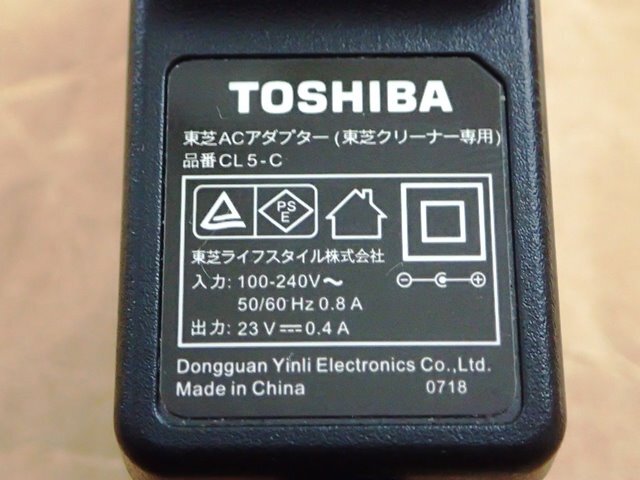 TOSHIBA
東芝ACアダプター(東芝クリーナー専用)
品番CL5-C
PS
E
東芝ライフスタイル株式会社
入力: 100-240V～
50/60 Hz 0.8 A
出力: 23 V⎓0.4 A
Dongguan Yinli Electronics Co.,Ltd.
Made in China 0718